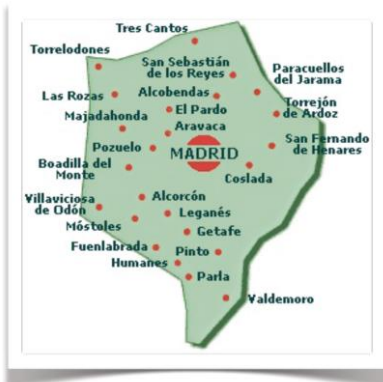 Tres Cantos
Torrelodones
San Sebastián
de los Reyes
Paracuellos
del Jarama
Las Rozas
Alcobendas
El Pardo
Torrejón
de Ardoz
Majadahonda
Aravaca
San Fernando
de Henares
Pozuelo
MADRID
Boadilla del
Monte
Coslada
Villaviciosa
de Odón
Alcorcón
Leganés
Móstoles
Getafe
Fuenlabrada
Pinto
Humanes
Parla
Valdemoro